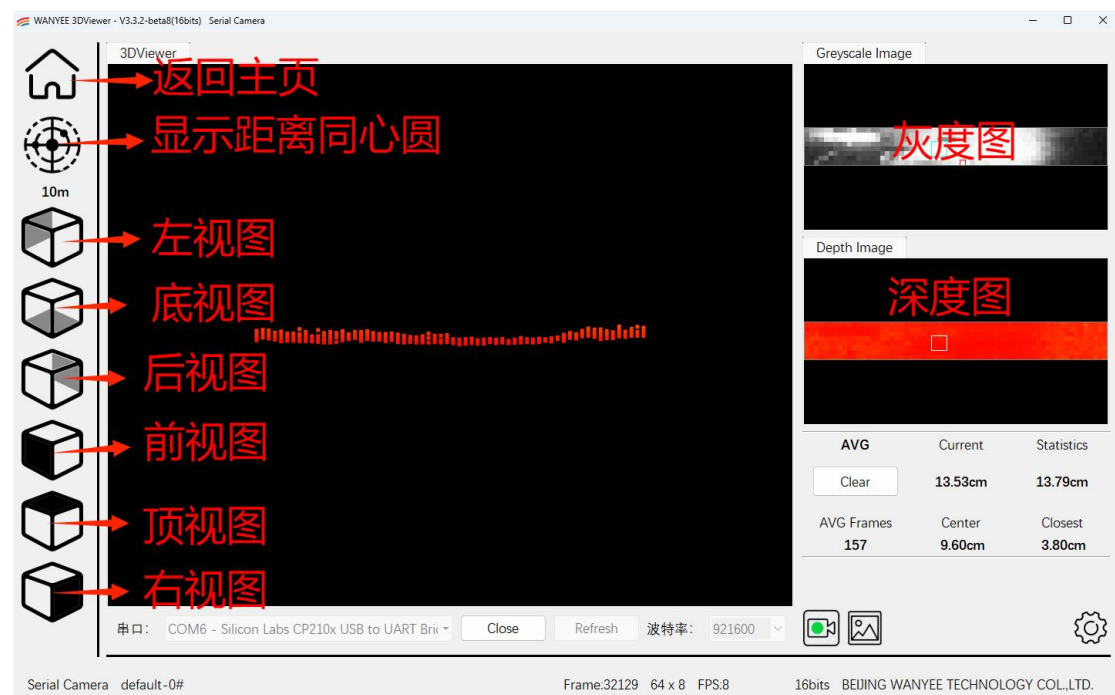 WANYEE 3DViewer - V3.3.2-beta8(16bits) Serial Camera
3DViewer
返回主页
显示距离同心圆
10m
左视图
底视图
后视图
前视图
顶视图
右视图
Greyscale Image
灰度图
Depth Image
深度图
AVG Current Statistics
Clear 13.53cm 13.79cm
AVG Frames Center Closest
157 9.60cm 3.80cm
串口: COM6 - Silicon Labs CP210x USB to UART Bri Close Refresh 波特率: 921600
Serial Camera default-0# Frame:32129 64 x 8 FPS:8 16bits BEIJING WANYEE TECHNOLOGY COL.,LTD.